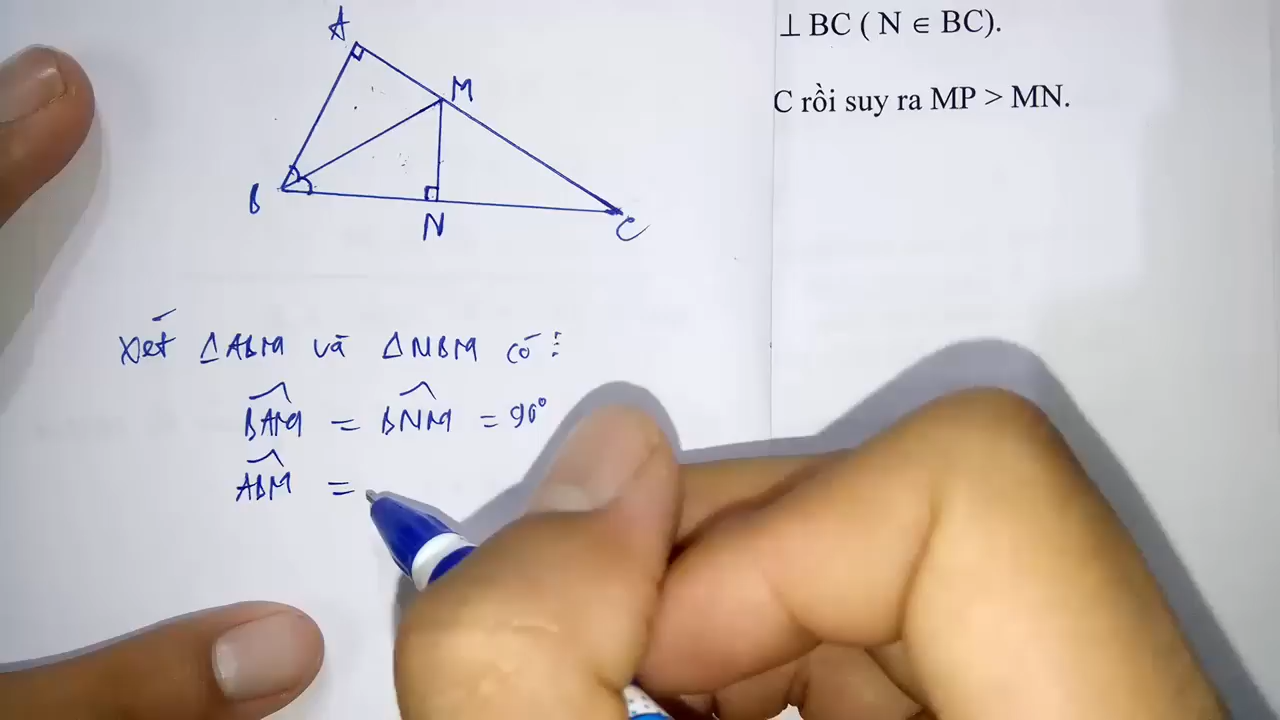 ⊥ BC ( N ∈ BC).
C rồi suy ra MP > MN.
A
M
B
N
C
Xét ΔABM và ΔNBM có :
BAM = BNM = 90°
ABM =